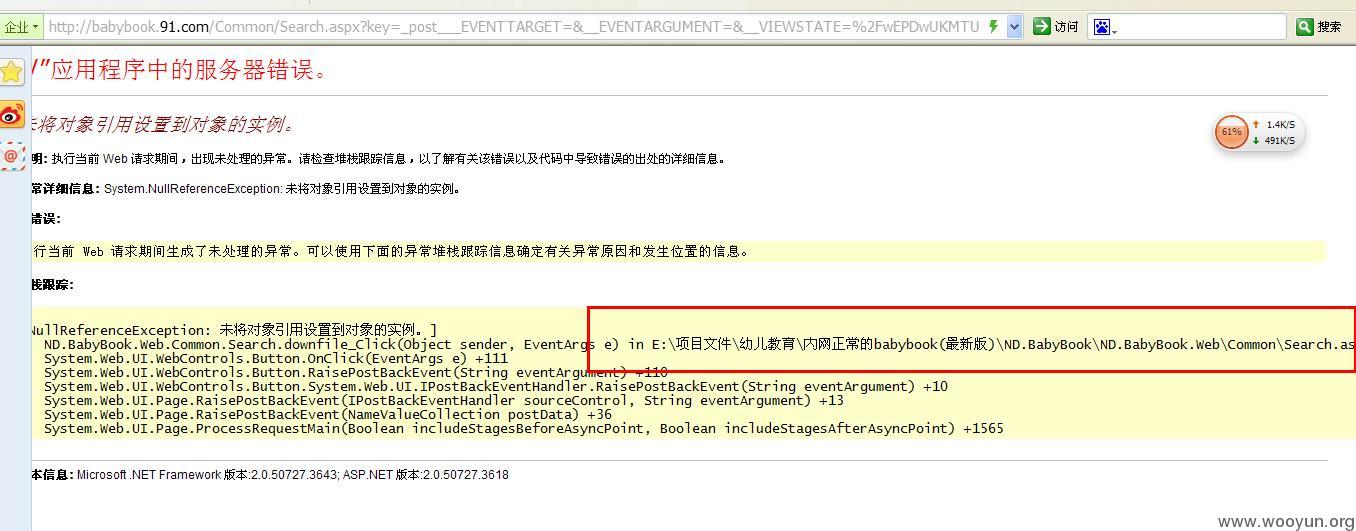 企业
http://babybook.91.com/Common/Search.aspx?key=_post___EVENTTARGET=&__EVENTARGUMENT=&__VIEWSTATE=%2FwEPDwUKMTU
访问
搜索
/”应用程序中的服务器错误。
未将对象引用设置到对象的实例。
61%
1.4K/S
491K/S
明: 执行当前 Web 请求期间，出现未处理的异常。请检查堆栈跟踪信息，以了解有关该错误以及代码中导致错误的出处的详细信息。
常详细信息: System.NullReferenceException: 未将对象引用设置到对象的实例。
错误:
行当前 Web 请求期间生成了未处理的异常。可以使用下面的异常堆栈跟踪信息确定有关异常原因和发生位置的信息。
栈跟踪:
NullReferenceException: 未将对象引用设置到对象的实例。]
ND.BabyBook.Web.Common.Search.downfile_Click(Object sender, EventArgs e) in E:\项目文件\幼儿教育\内网正常的babybook(最新版)\ND.BabyBook\ND.BabyBook.Web\Common\Search.as
System.Web.UI.WebControls.Button.OnClick(EventArgs e) +111
System.Web.UI.WebControls.Button.RaisePostBackEvent(String eventArgument) +110
System.Web.UI.WebControls.Button.System.Web.UI.IPostBackEventHandler.RaisePostBackEvent(String eventArgument) +10
System.Web.UI.Page.RaisePostBackEvent(IPostBackEventHandler sourceControl, String eventArgument) +13
System.Web.UI.Page.RaisePostBackEvent(NameValueCollection postData) +36
System.Web.UI.Page.ProcessRequestMain(Boolean includeStagesBeforeAsyncPoint, Boolean includeStagesAfterAsyncPoint) +1565
本信息: Microsoft .NET Framework 版本:2.0.50727.3643; ASP.NET 版本:2.0.50727.3618
www.wooyun.org